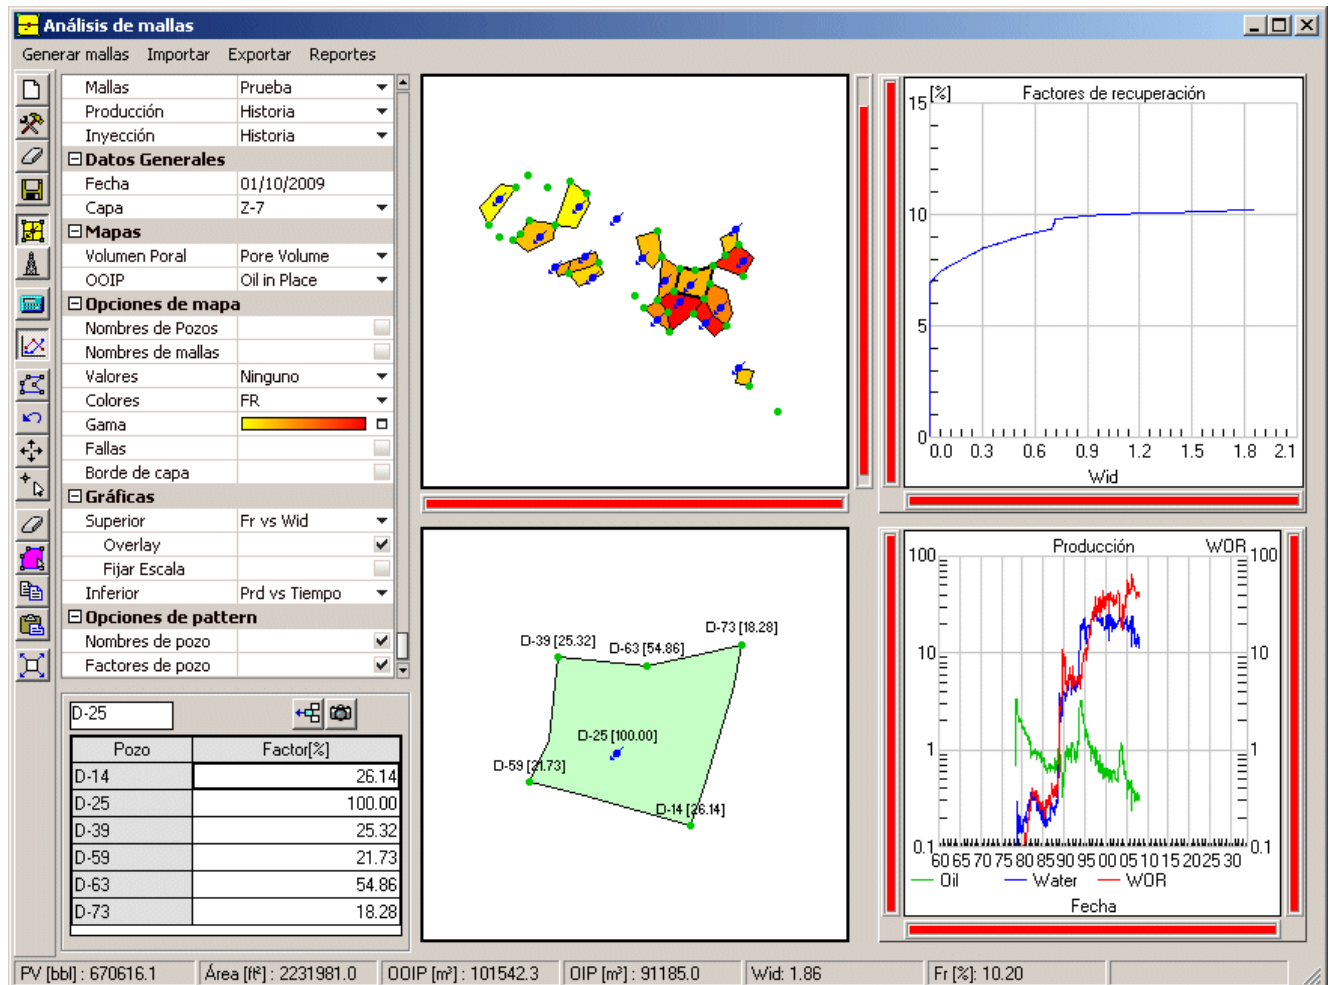 Análisis de mallas
Generar mallas Importar Exportar Reportes
Mallas Prueba
Producción Historia
Inyección Historia
Datos Generales
Fecha 01/10/2009
Capa Z-7
Mapas
Volumen Poral Pore Volume
OOIP Oil in Place
Opciones de mapa
Nombres de Pozos
Nombres de mallas
Valores Ninguno
Colores FR
Gama
Fallas
Borde de capa
Gráficas
Superior Fr vs Wid
Overlay
Fijar Escala
Inferior Prd vs Tiempo
Opciones de pattern
Nombres de pozo
Factores de pozo
D-25
Pozo Factor[%]
D-14 26.14
D-25 100.00
D-39 25.32
D-59 21.73
D-63 54.86
D-73 18.28
D-73 [18.28]
D-39 [25.32] D-63 [54.86]
D-25 [100.00]
D-59 [21.73]
D-14 [26.14]
15 [%] Factores de recuperación
10
5
0
0.0 0.3 0.6 0.9 1.2 1.5 1.8 2.1
Wid
100 Producción WOR 100
10 10
1 1
0.1 0.1
60 65 70 75 80 85 90 95 00 05 10 15 20 25 30
Oil Water WOR
Fecha
PV [bbl] : 670616.1 Área [ft²] : 2231981.0 OOIP [m³] : 101542.3 OIP [m³] : 91185.0 Wid: 1.86 Fr [%]: 10.20